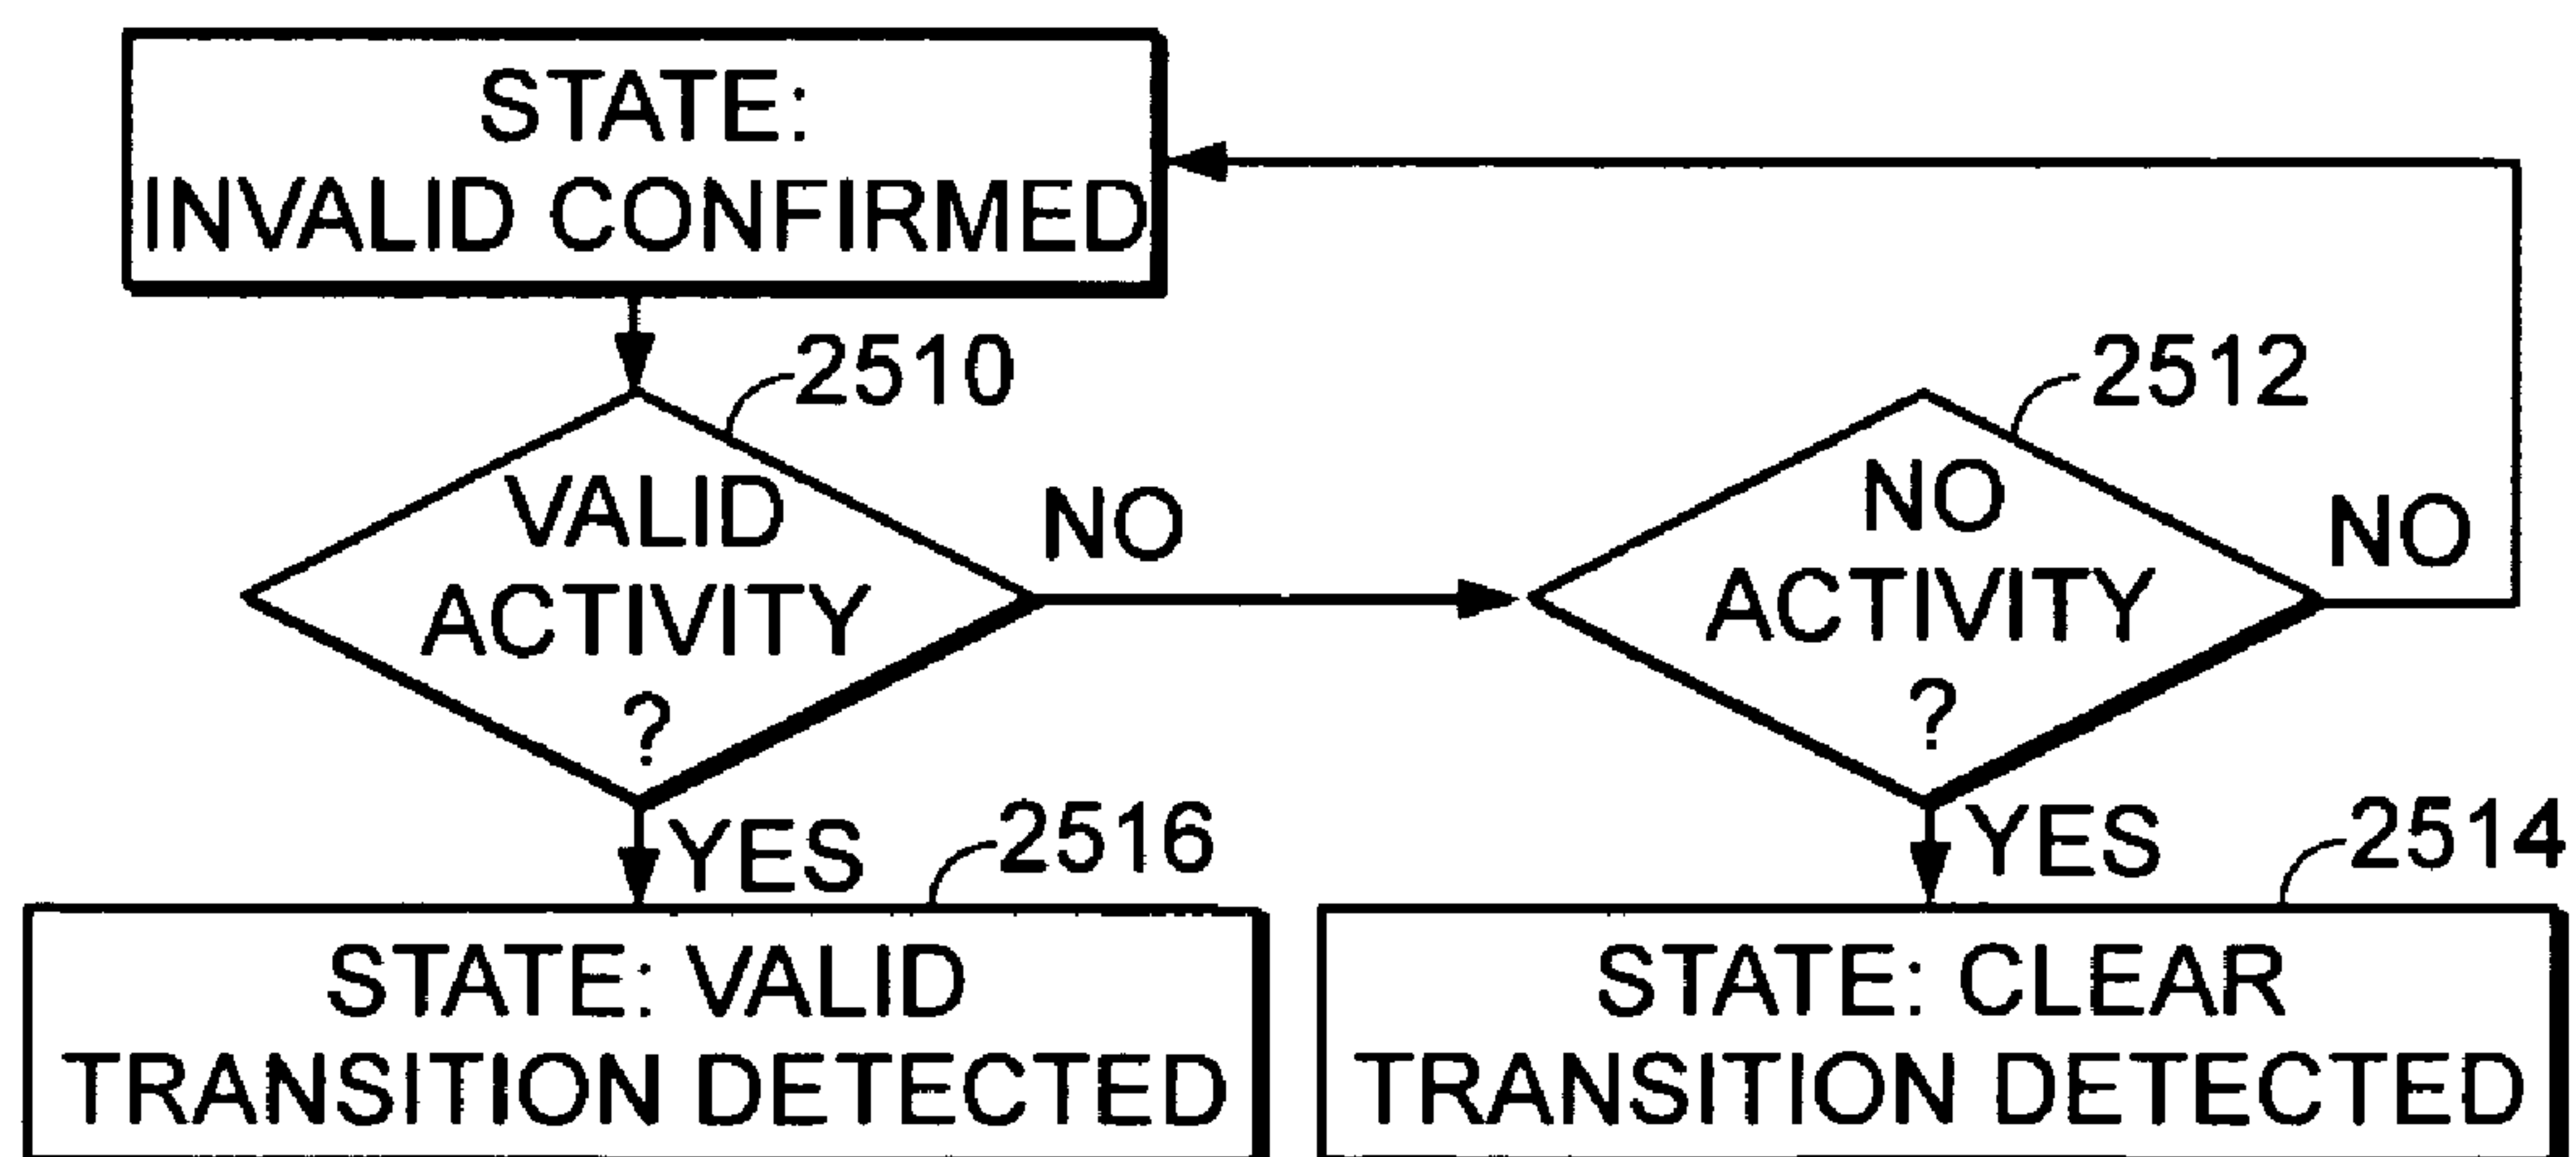 STATE:
INVALID CONFIRMED
2510
2512
VALID
ACTIVITY
?
NO
NO
ACTIVITY
?
NO
YES
2516
YES
2514
STATE: VALID
TRANSITION DETECTED
STATE: CLEAR
TRANSITION DETECTED